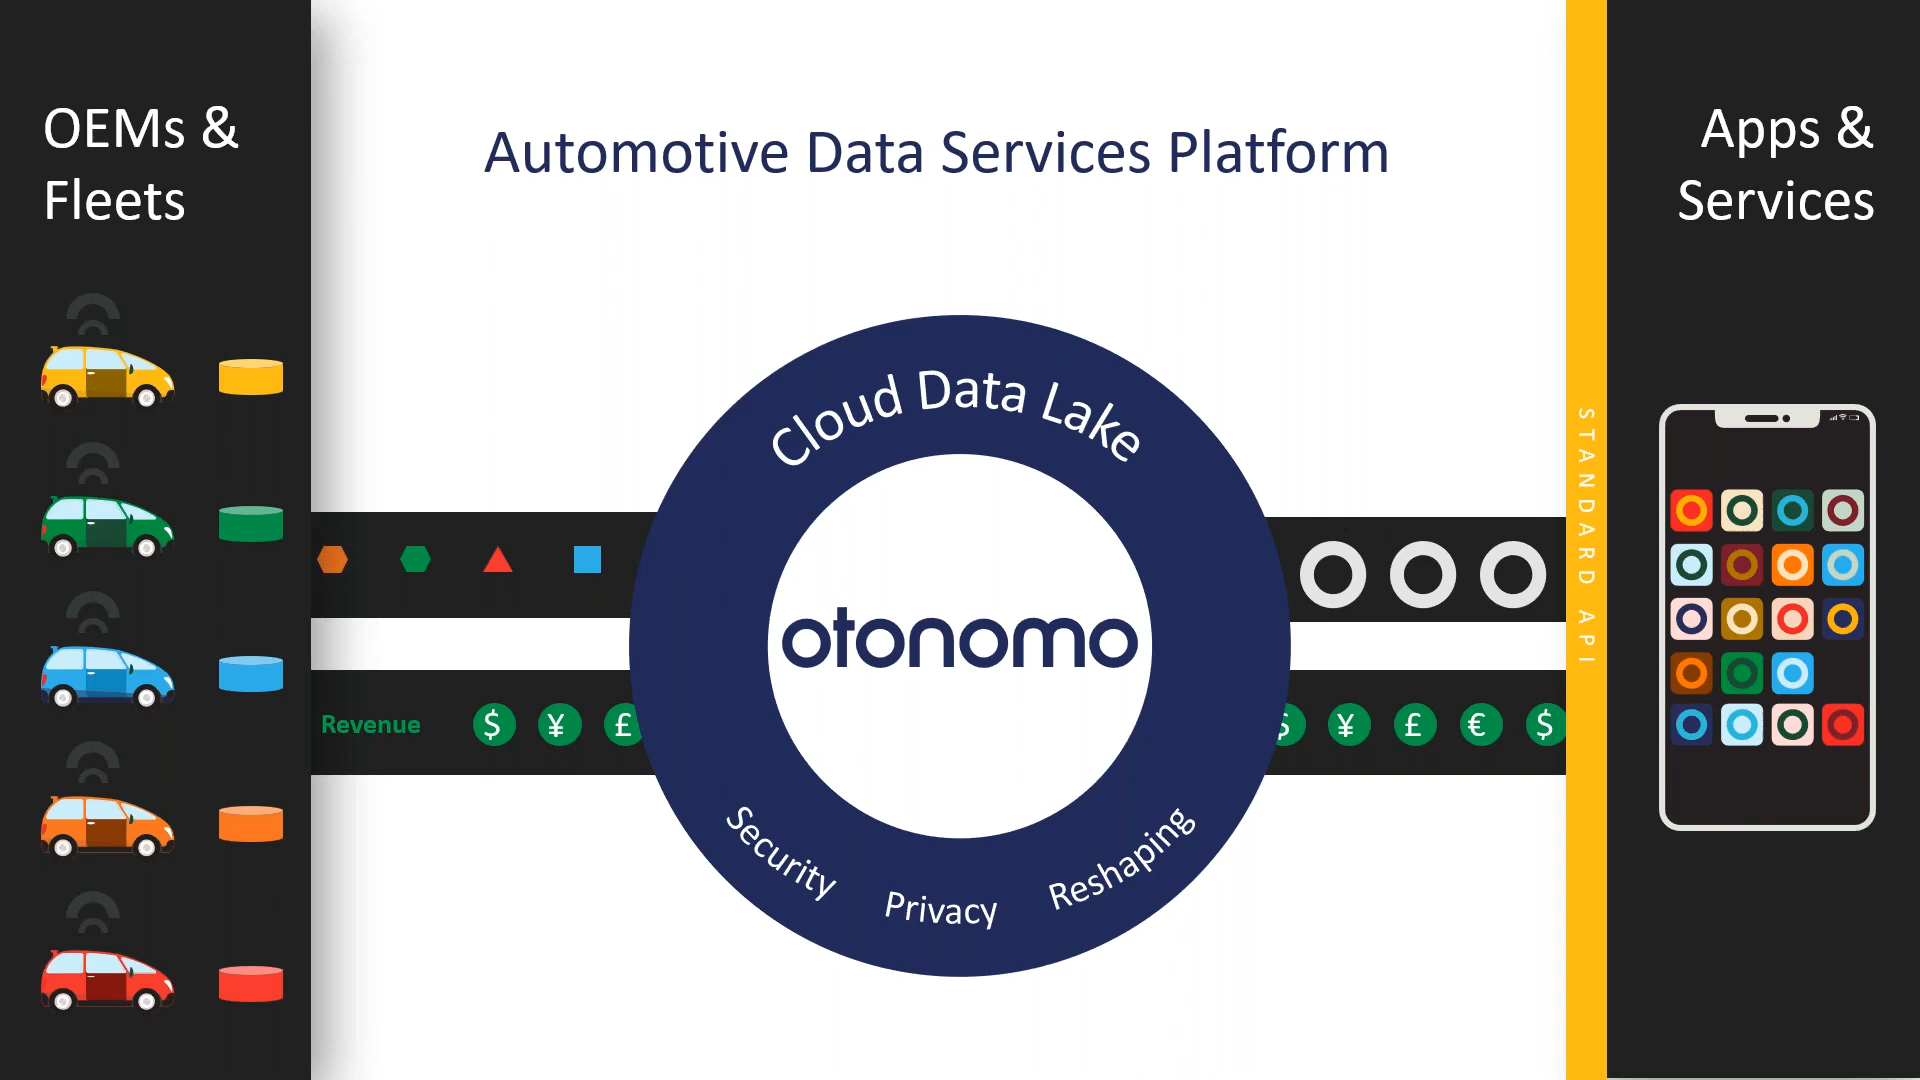 OEMs &
Fleets
Automotive Data Services Platform
Apps &
Services
Cloud Data Lake
otonomo
Revenue $ ¥ £
$ ¥ £ € $
Security
Privacy
Reshaping
STANDARD API